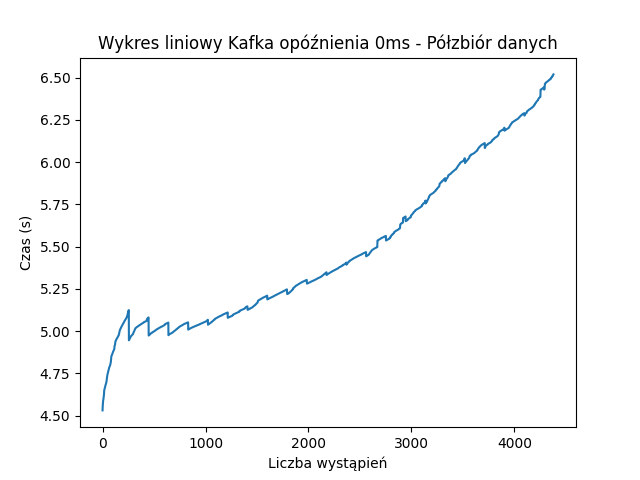 Wykres liniowy Kafka opóźnienia 0ms - Półzbiór danych
6.50
6.25
6.00
5.75
5.50
5.25
5.00
4.75
4.50
Czas (s)
0 1000 2000 3000 4000
Liczba wystąpień